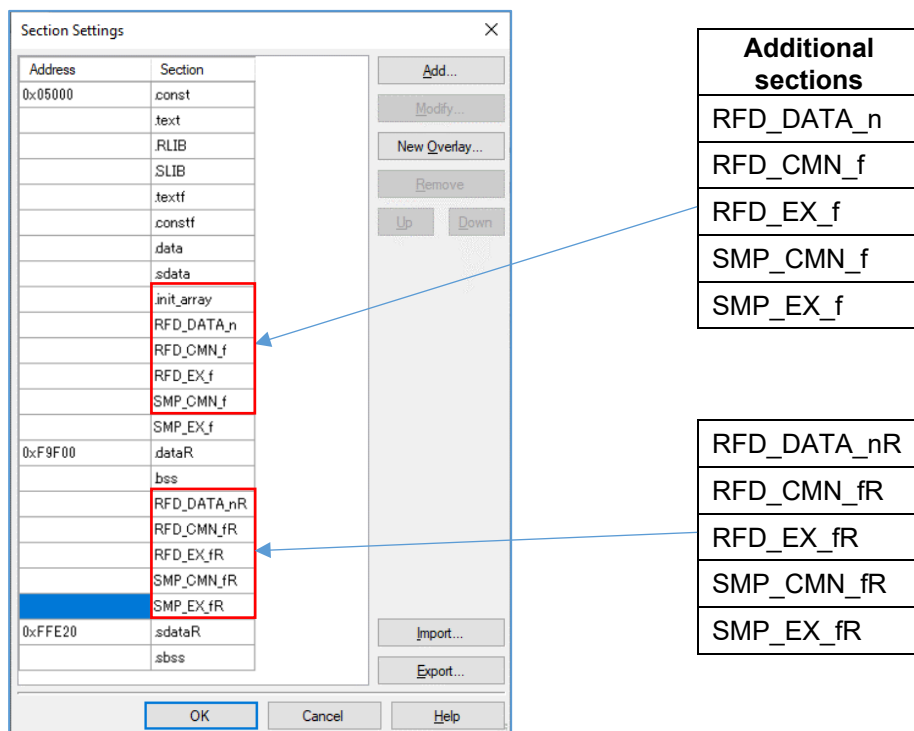 Section Settings
Address Section
0x05000 .const
.text
.RLIB
.SLIB
.textf
.constf
.data
.sdata
.init_array
RFD_DATA_n
RFD_CMN_f
RFD_EX_f
SMP_CMN_f
SMP_EX_f
0xF9F00 .dataR
.bss
RFD_DATA_nR
RFD_CMN_fR
RFD_EX_fR
SMP_CMN_fR
SMP_EX_fR
0xFFE20 .sdataR
.sbss
Add...
Modify...
New Overlay...
Remove
Up Down
Import...
Export...
OK Cancel Help
Additional
sections
RFD_DATA_n
RFD_CMN_f
RFD_EX_f
SMP_CMN_f
SMP_EX_f
RFD_DATA_nR
RFD_CMN_fR
RFD_EX_fR
SMP_CMN_fR
SMP_EX_fR